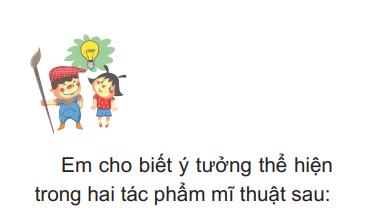 Em cho biết ý tưởng thể hiện
trong hai tác phẩm mĩ thuật sau: